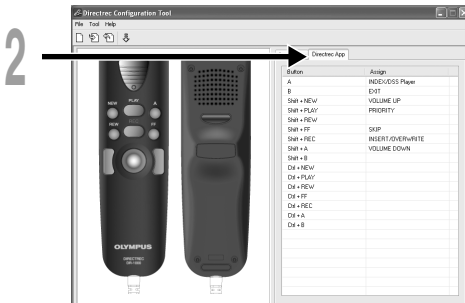 2
Directrec Configuration Tool
File Tool Help
Directrec App
Button Assign
A INDEX/DSS Player
B EXIT
Shift + NEW VOLUME UP
Shift + PLAY PRIORITY
Shift + REW
Shift + FF SKIP
Shift + REC INSERT/OVERWRITE
Shift + A VOLUME DOWN
Shift + B
Ctrl + NEW
Ctrl + PLAY
Ctrl + REW
Ctrl + FF
Ctrl + REC
Ctrl + A
Ctrl + B
NEW PLAY A
REW REC FF
OLYMPUS
DIRECTREC